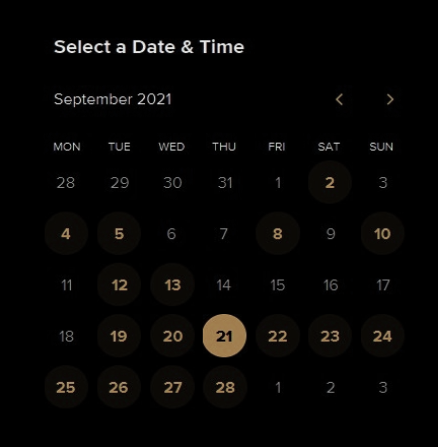 Select a Date & Time
September 2021
MON TUE WED THU FRI SAT SUN
28 29 30 31 1 2 3
4 5 6 7 8 9 10
11 12 13 14 15 16 17
18 19 20 21 22 23 24
25 26 27 28 1 2 3